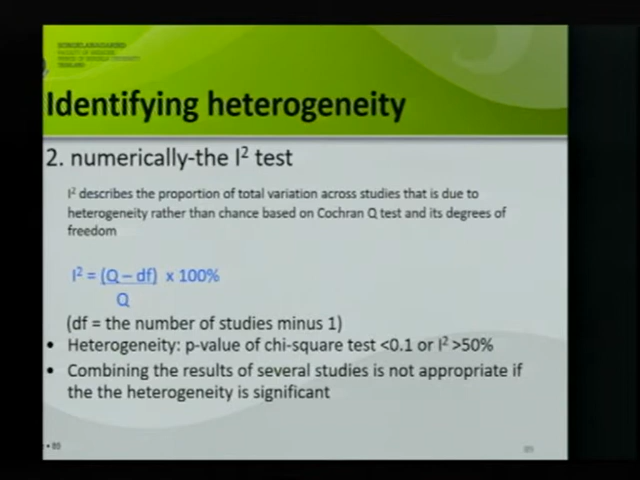 SONGKLANAGARIND
THAILAND
Identifying heterogeneity
2. numerically-the I² test
I² describes the proportion of total variation across studies that is due to
heterogeneity rather than chance based on Cochran Q test and its degrees of
freedom
I² = (Q – df) x 100%
Q
(df = the number of studies minus 1)
• Heterogeneity: p-value of chi-square test <0.1 or I² >50%
• Combining the results of several studies is not appropriate if
the the heterogeneity is significant